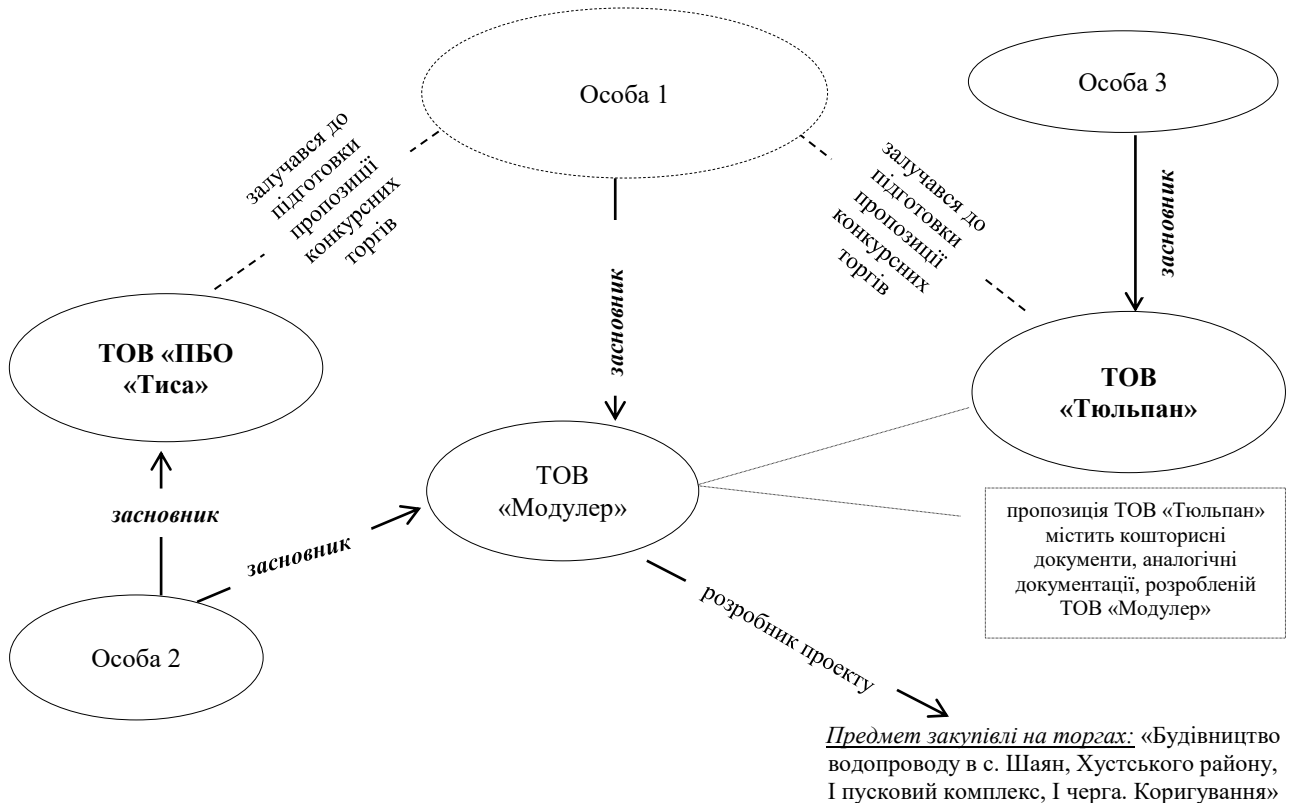 Особа 1
Особа 3
залучався до
підготовки
пропозиції
конкурсних
торгів
залучався до
підготовки
пропозиції
конкурсних
торгів
засновник
засновник
ТОВ «ПБО
«Тиса»
ТОВ
«Тюльпан»
ТОВ
«Модулер»
засновник
засновник
пропозиція ТОВ «Тюльпан»
містить кошторисні
документи, аналогічні
документації, розробленій
ТОВ «Модулер»
розробник проекту
Особа 2
Предмет закупівлі на торгах: «Будівництво
водопроводу в с. Шаян, Хустського району,
І пусковий комплекс, І черга. Коригування»